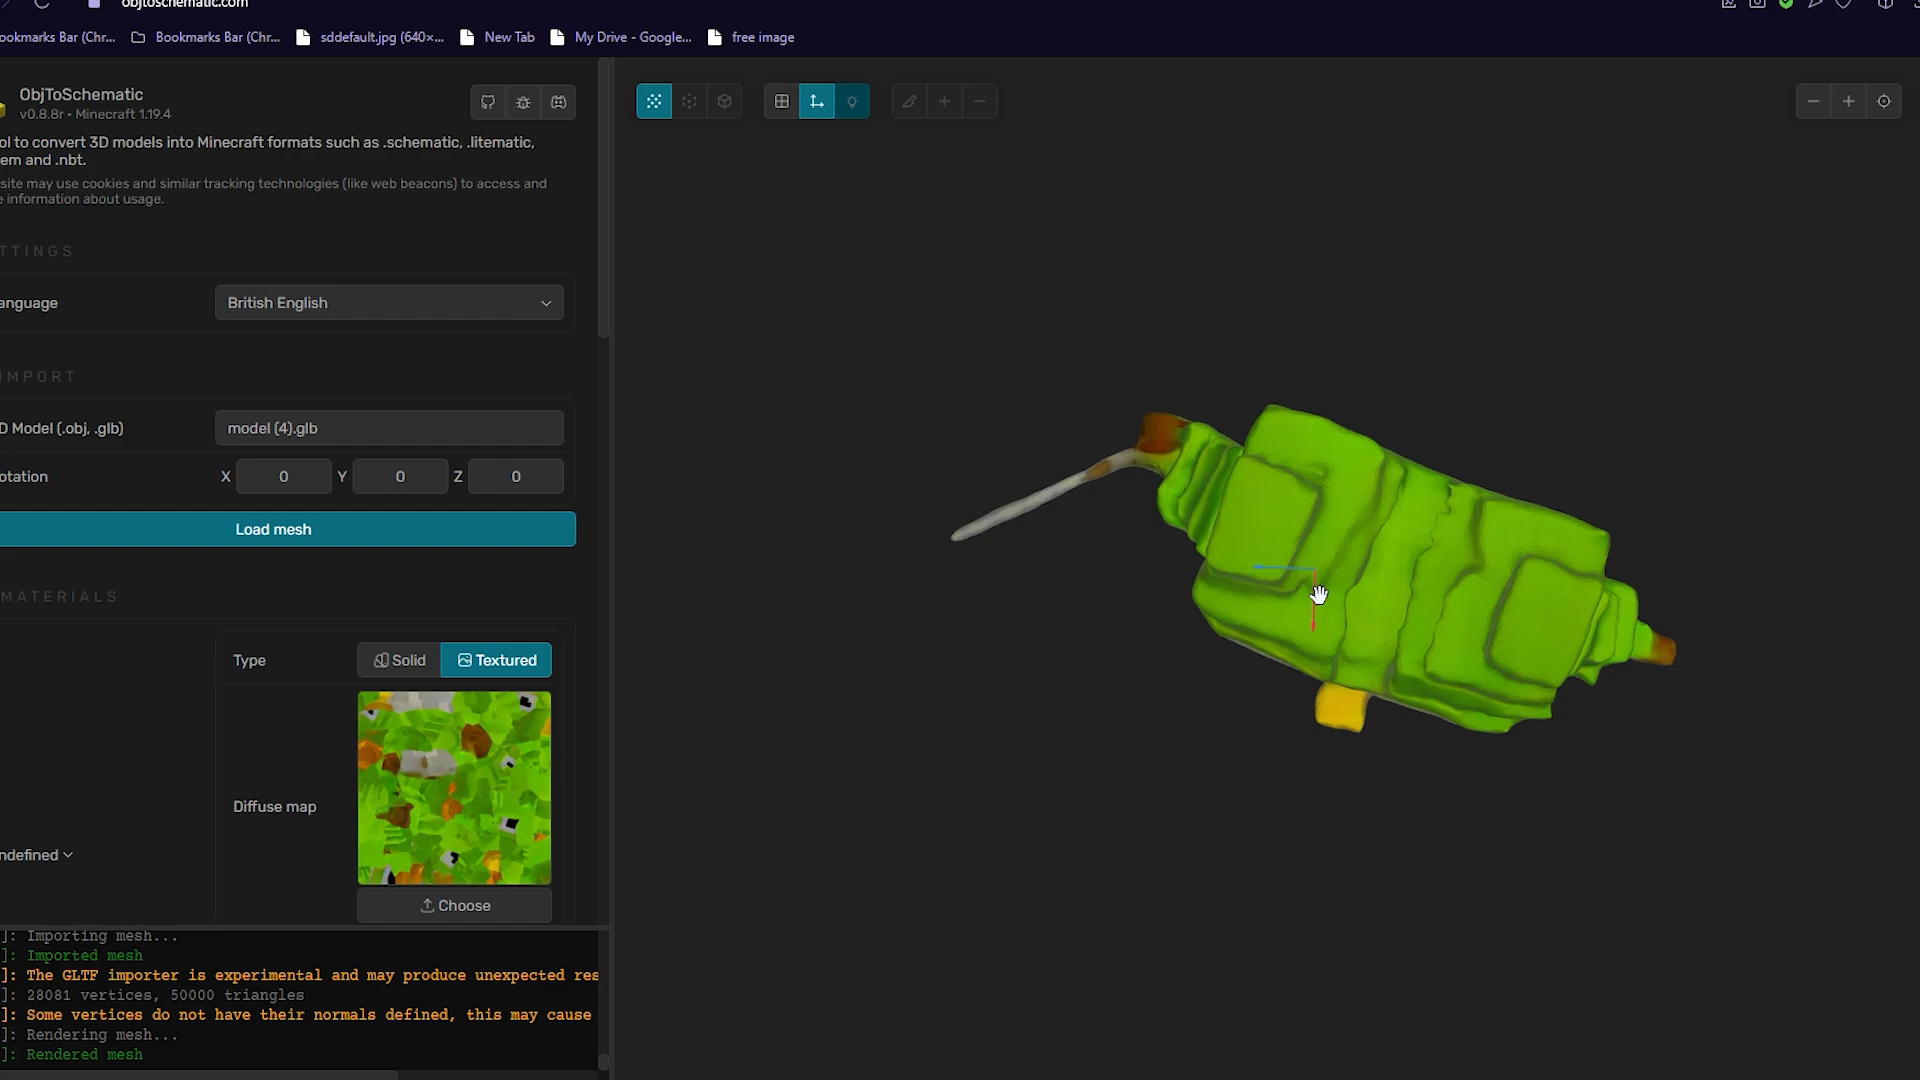 objtoschematic.com
ookmarks Bar (Chr...
Bookmarks Bar (Chr...
sddefault.jpg (640×...
New Tab
My Drive - Google...
free image
ObjToSchematic
v0.8.8r • Minecraft 1.19.4
ol to convert 3D models into Minecraft formats such as .schematic, .litematic,
em and .nbt.
site may use cookies and similar tracking technologies (like web beacons) to access and
e information about usage.
TTINGS
anguage
British English
IMPORT
D Model (.obj, .glb)
model (4).glb
otation
X 0 Y 0 Z 0
Load mesh
MATERIALS
Type
Solid
Textured
Diffuse map
ndefined
Choose
]: Importing mesh...
]: Imported mesh
]: The GLTF importer is experimental and may produce unexpected res
]: 28081 vertices, 50000 triangles
]: Some vertices do not have their normals defined, this may cause
]: Rendering mesh...
]: Rendered mesh